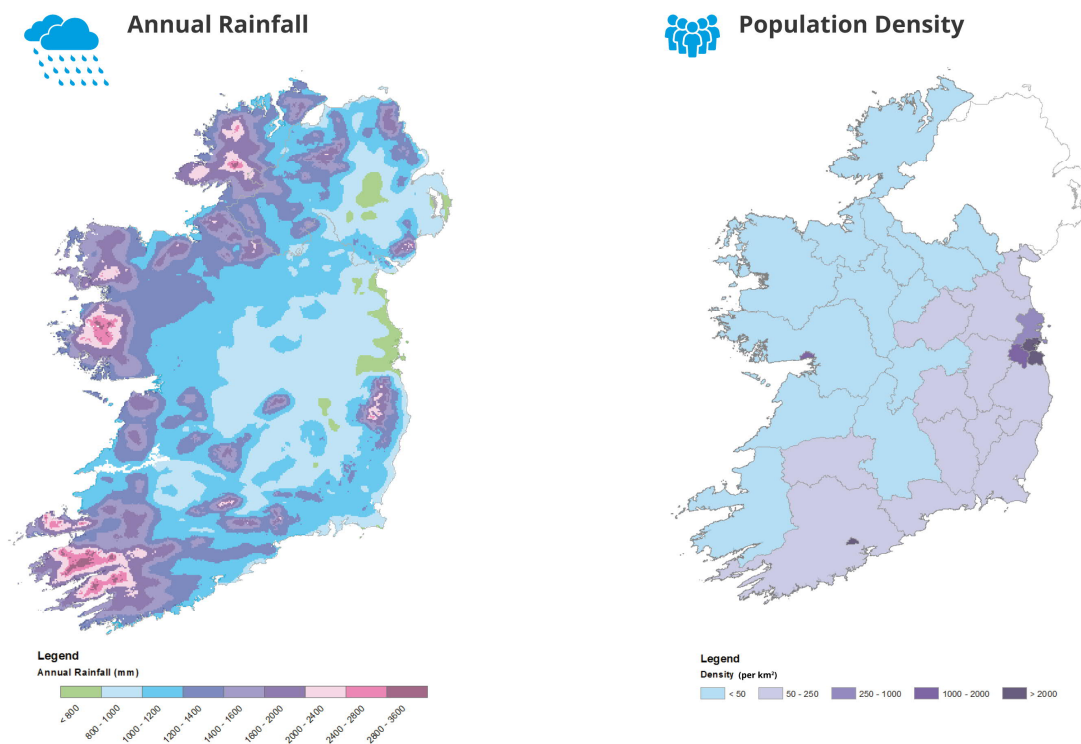 Annual Rainfall
Population Density
Legend
Annual Rainfall (mm)
< 800
800 - 1000
1000 - 1200
1200 - 1400
1400 - 1600
1600 - 2000
2000 - 2400
2400 - 2800
2800 - 3600
Legend
Density (per km²)
< 50
50 - 250
250 - 1000
1000 - 2000
> 2000